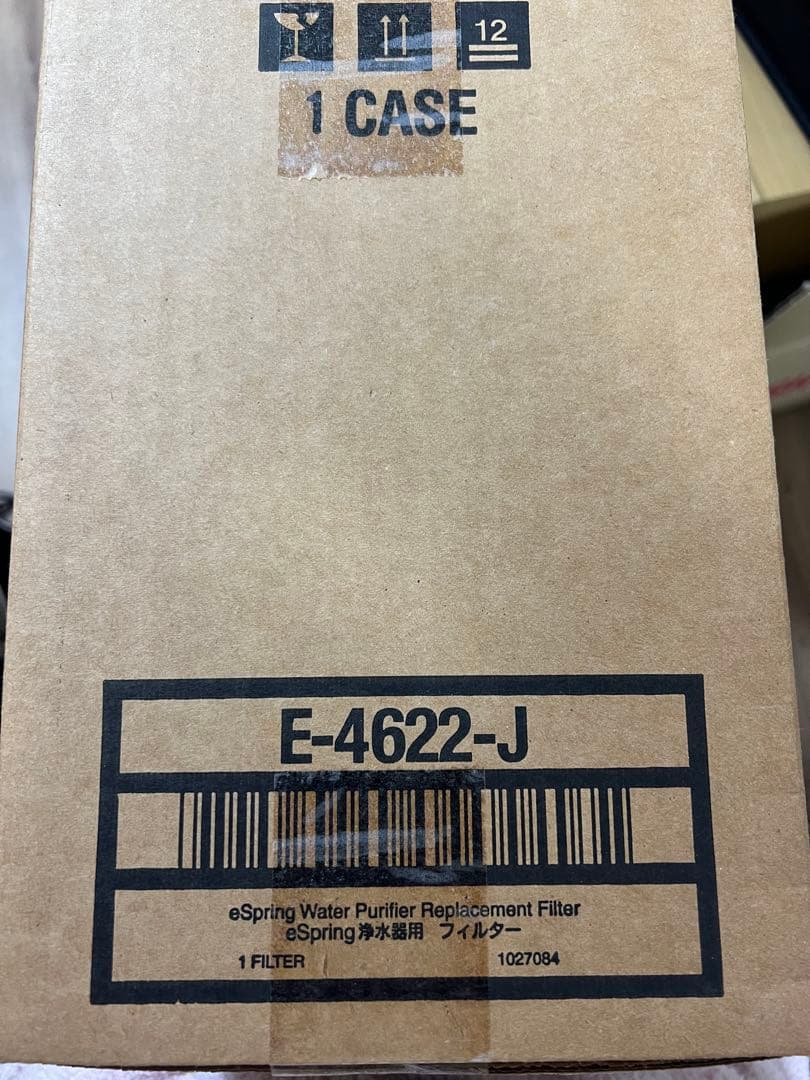 12
1 CASE
E-4622-J
eSpring Water Purifier Replacement Filter
eSpring浄水器用 フィルター
1 FILTER 1027084